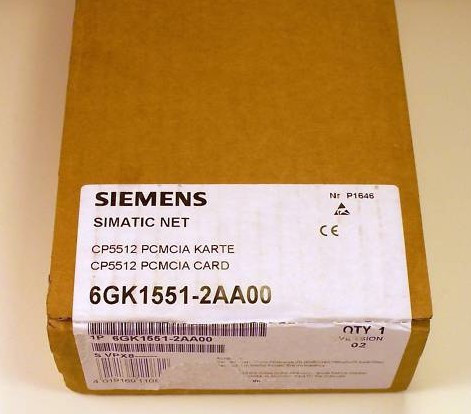 SIEMENS
Nr P1646
SIMATIC NET
CE
CP5512 PCMCIA KARTE
CP5512 PCMCIA CARD
6GK1551-2AA00
1P 6GK1551-2AA00
QTY 1
VERSION
02
S VPX8